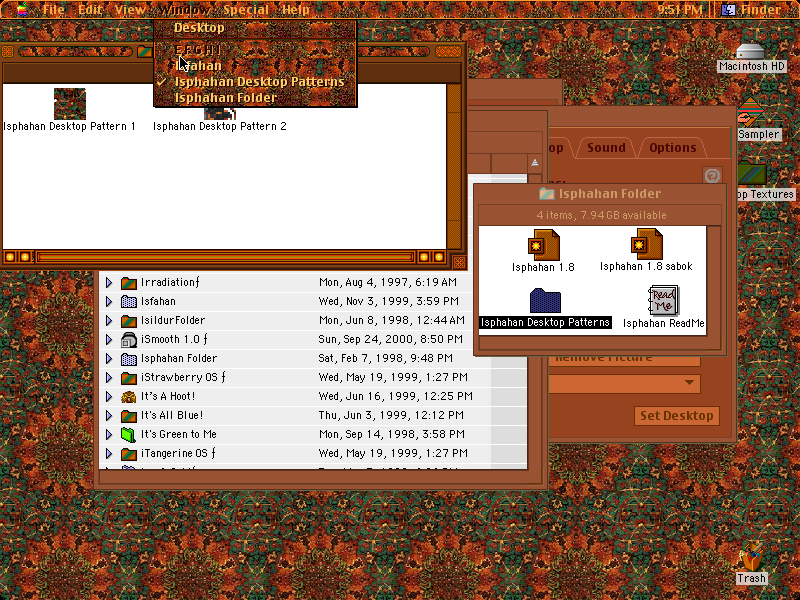 File Edit View Window Special Help
9:51 PM Finder
Desktop
E F G H I
Isfahan
Isphahan Desktop Patterns
Isphahan Folder
Isphahan Desktop Pattern 1
Isphahan Desktop Pattern 2
Macintosh HD
Sampler
op Textures
Trash
op
Sound
Options
Isphahan Folder
4 items, 7.94 GB available
Isphahan 1.8
Isphahan 1.8 sabok
Isphahan Desktop Patterns
Read Me
Isphahan ReadMe
Remove Picture
Set Desktop
Irradiation ƒ Mon, Aug 4, 1997, 6:19 AM
Isfahan Wed, Nov 3, 1999, 3:59 PM
IsildurFolder Mon, Jun 8, 1998, 12:44 AM
iSmooth 1.0 ƒ Sun, Sep 24, 2000, 8:50 PM
Isphahan Folder Sat, Feb 7, 1998, 9:48 PM
iStrawberry OS ƒ Wed, May 19, 1999, 1:27 PM
It's A Hoot! Wed, Jun 16, 1999, 12:25 PM
It's All Blue! Thu, Jun 3, 1999, 12:12 PM
It's Green to Me Mon, Sep 14, 1998, 3:58 PM
iTangerine OS ƒ Wed, May 19, 1999, 1:27 PM